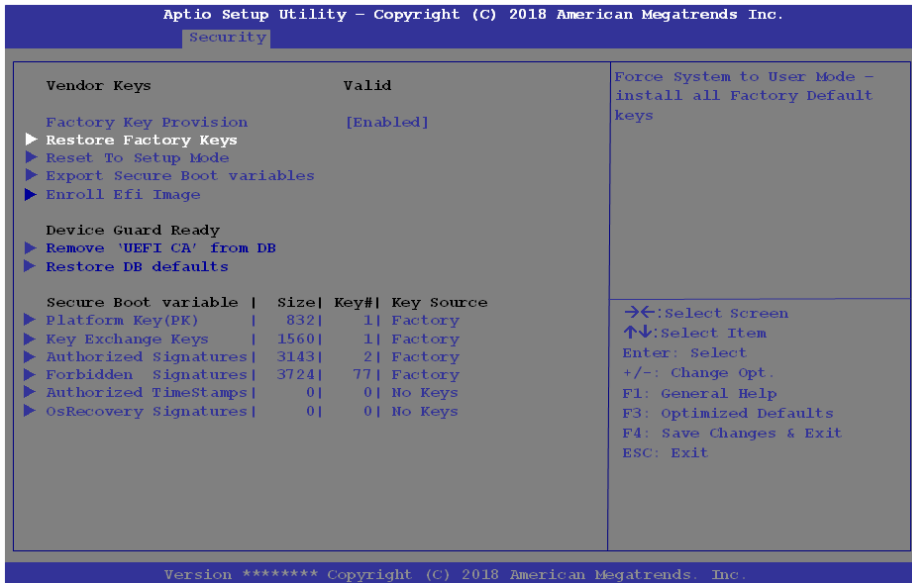 Aptio Setup Utility – Copyright (C) 2018 American Megatrends Inc.
Security
Vendor Keys Valid
Factory Key Provision [Enabled]
Restore Factory Keys
Reset To Setup Mode
Export Secure Boot variables
Enroll Efi Image
Device Guard Ready
Remove ‘UEFI CA’ from DB
Restore DB defaults
Secure Boot variable | Size| Key#| Key Source
Platform Key(PK) | 832| 1| Factory
Key Exchange Keys | 1560| 1| Factory
Authorized Signatures| 3143| 2| Factory
Forbidden Signatures| 3724| 77| Factory
Authorized TimeStamps| 0| 0| No Keys
OsRecovery Signatures| 0| 0| No Keys
Force System to User Mode –
install all Factory Default
keys
→←:Select Screen
↑↓:Select Item
Enter: Select
+/-: Change Opt.
F1: General Help
F3: Optimized Defaults
F4: Save Changes & Exit
ESC: Exit
Version ******** Copyright (C) 2018 American Megatrends. Inc.